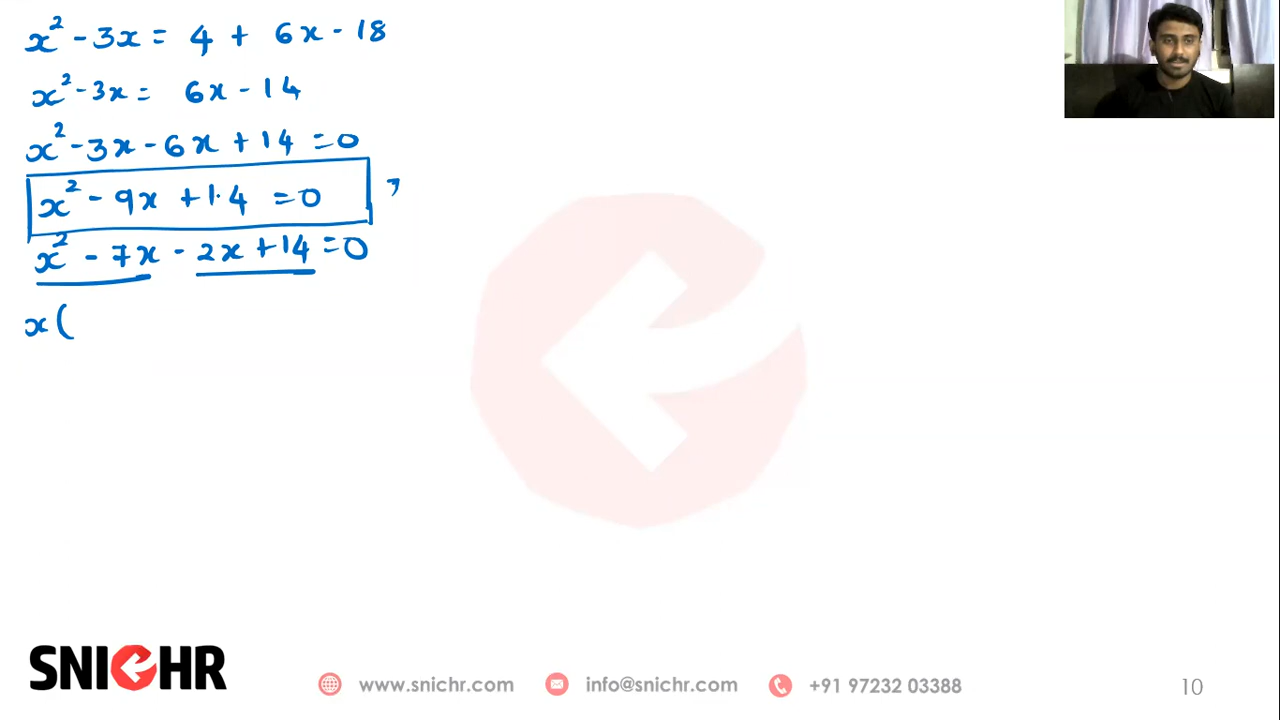 x² - 3x = 4 + 6x - 18
x² - 3x = 6x - 14
x² - 3x - 6x + 14 = 0
x² - 9x + 14 = 0 ,
x² - 7x - 2x + 14 = 0
x(
SNICHR
www.snichr.com info@snichr.com +91 97232 03388
10